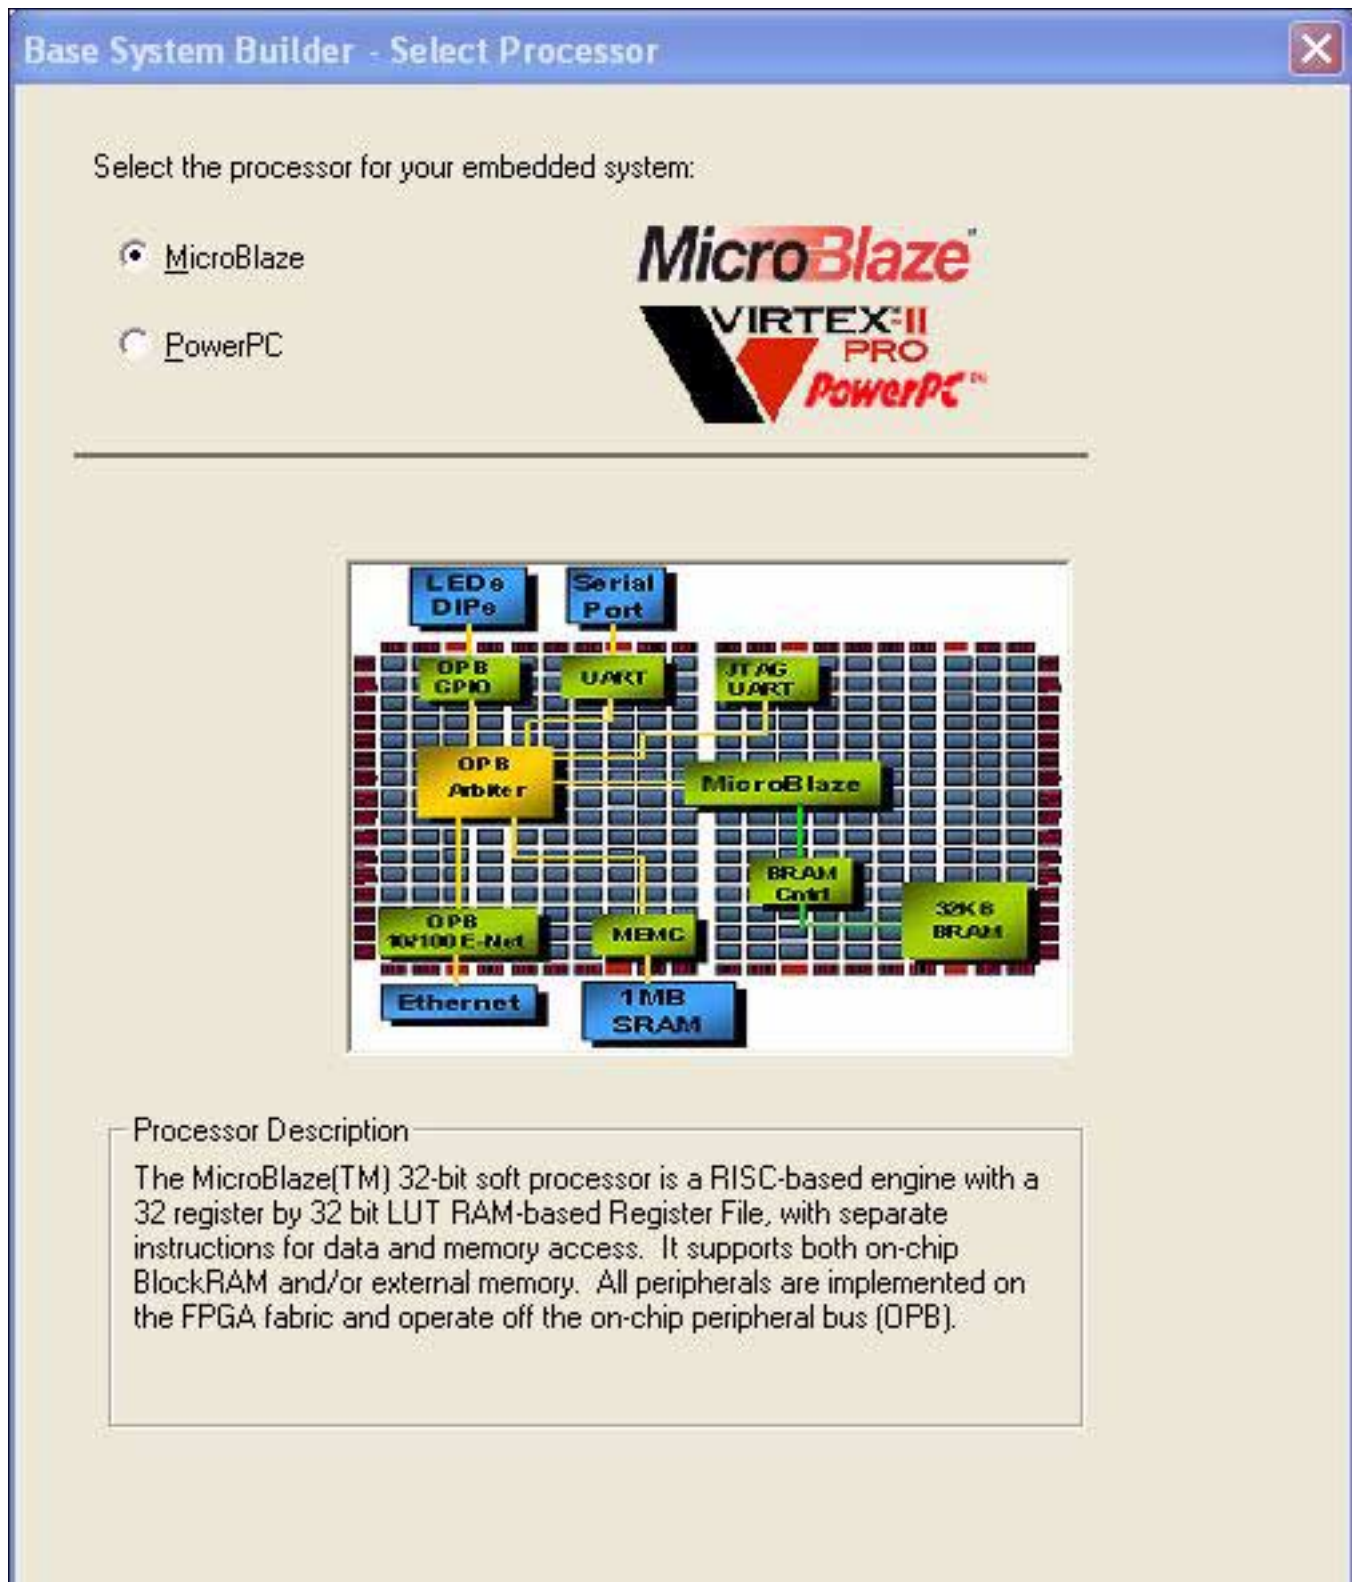 Base System Builder - Select Processor
Select the processor for your embedded system:
MicroBlaze
PowerPC
MicroBlaze
VIRTEX-II
PRO
PowerPC™
LEDs
DIPs
Serial
Port
OPB
GPIO
UART
JTAG
UART
OPB
Arbiter
MicroBlaze
BRAM
Cntrl
32KB
BRAM
OPB
10/100 E-Net
MEMC
Ethernet
1MB
SRAM
Processor Description
The MicroBlaze(TM) 32-bit soft processor is a RISC-based engine with a
32 register by 32 bit LUT RAM-based Register File, with separate
instructions for data and memory access.  It supports both on-chip
BlockRAM and/or external memory.  All peripherals are implemented on
the FPGA fabric and operate off the on-chip peripheral bus (OPB).